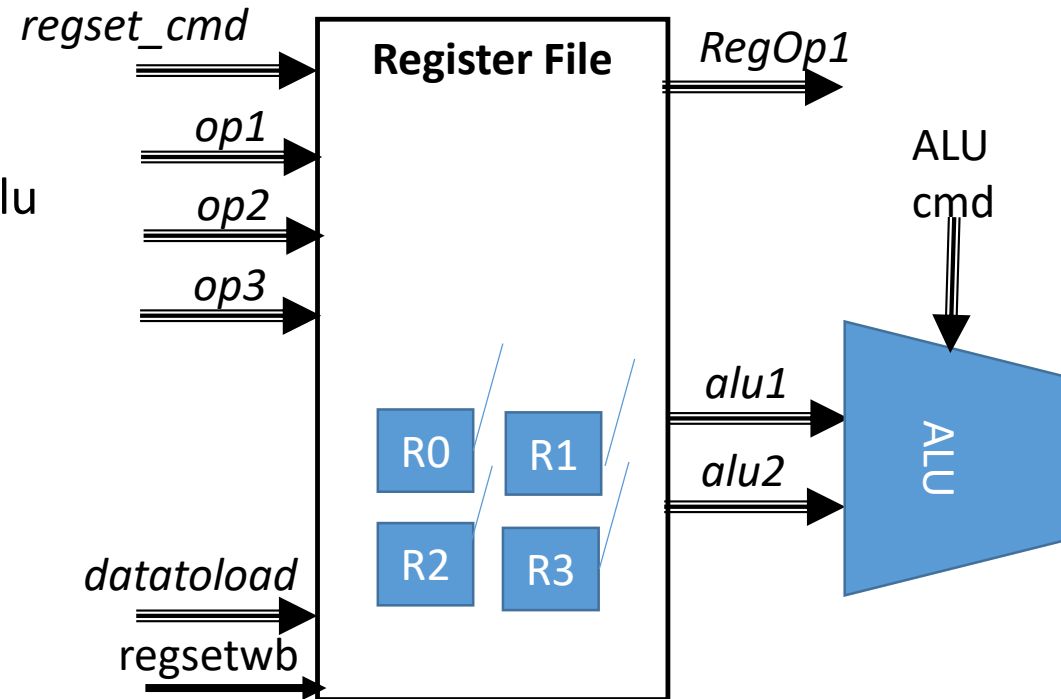 regset_cmd
Register File
RegOp1
op1
ALU
cmd
lu
op2
op3
alu1
ALU
R0
R1
alu2
R2
R3
datatoload
regsetwb